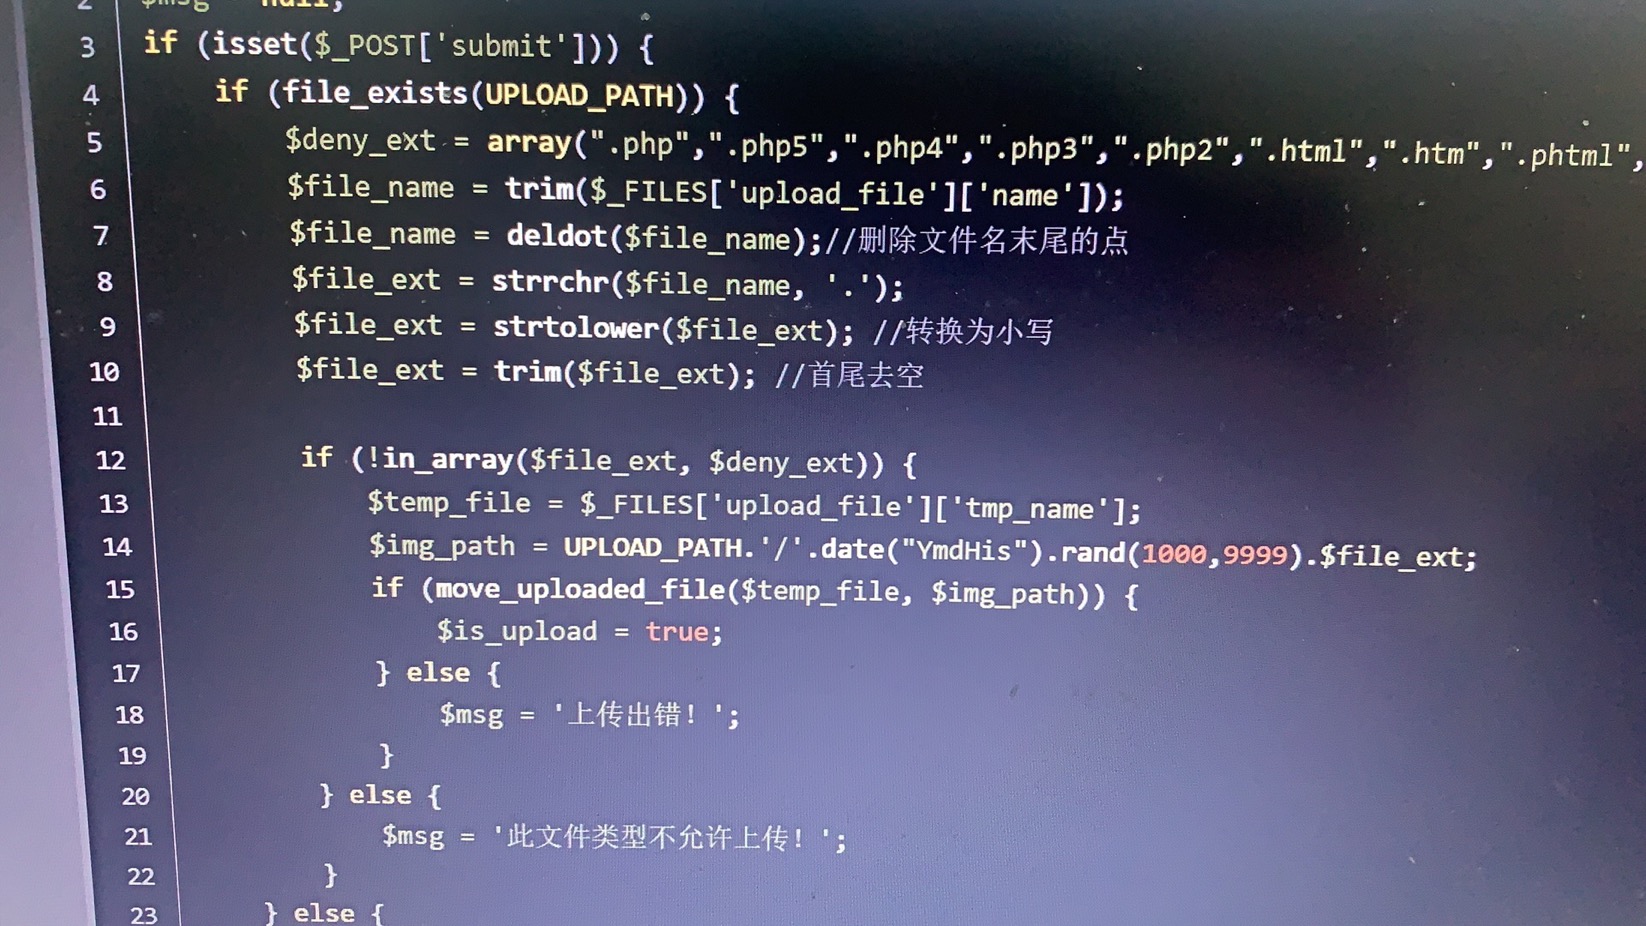 2 $msg = null;
3 if (isset($_POST['submit'])) {
4 if (file_exists(UPLOAD_PATH)) {
5 $deny_ext = array(".php",".php5",".php4",".php3",".php2",".html",".htm",".phtml",
6 $file_name = trim($_FILES['upload_file']['name']);
7 $file_name = deldot($file_name);//删除文件名末尾的点
8 $file_ext = strrchr($file_name, '.');
9 $file_ext = strtolower($file_ext); //转换为小写
10 $file_ext = trim($file_ext); //首尾去空
11
12 if (!in_array($file_ext, $deny_ext)) {
13 $temp_file = $_FILES['upload_file']['tmp_name'];
14 $img_path = UPLOAD_PATH.'/'.date("YmdHis").rand(1000,9999).$file_ext;
15 if (move_uploaded_file($temp_file, $img_path)) {
16 $is_upload = true;
17 } else {
18 $msg = '上传出错！';
19 }
20 } else {
21 $msg = '此文件类型不允许上传！';
22 }
23 } else {